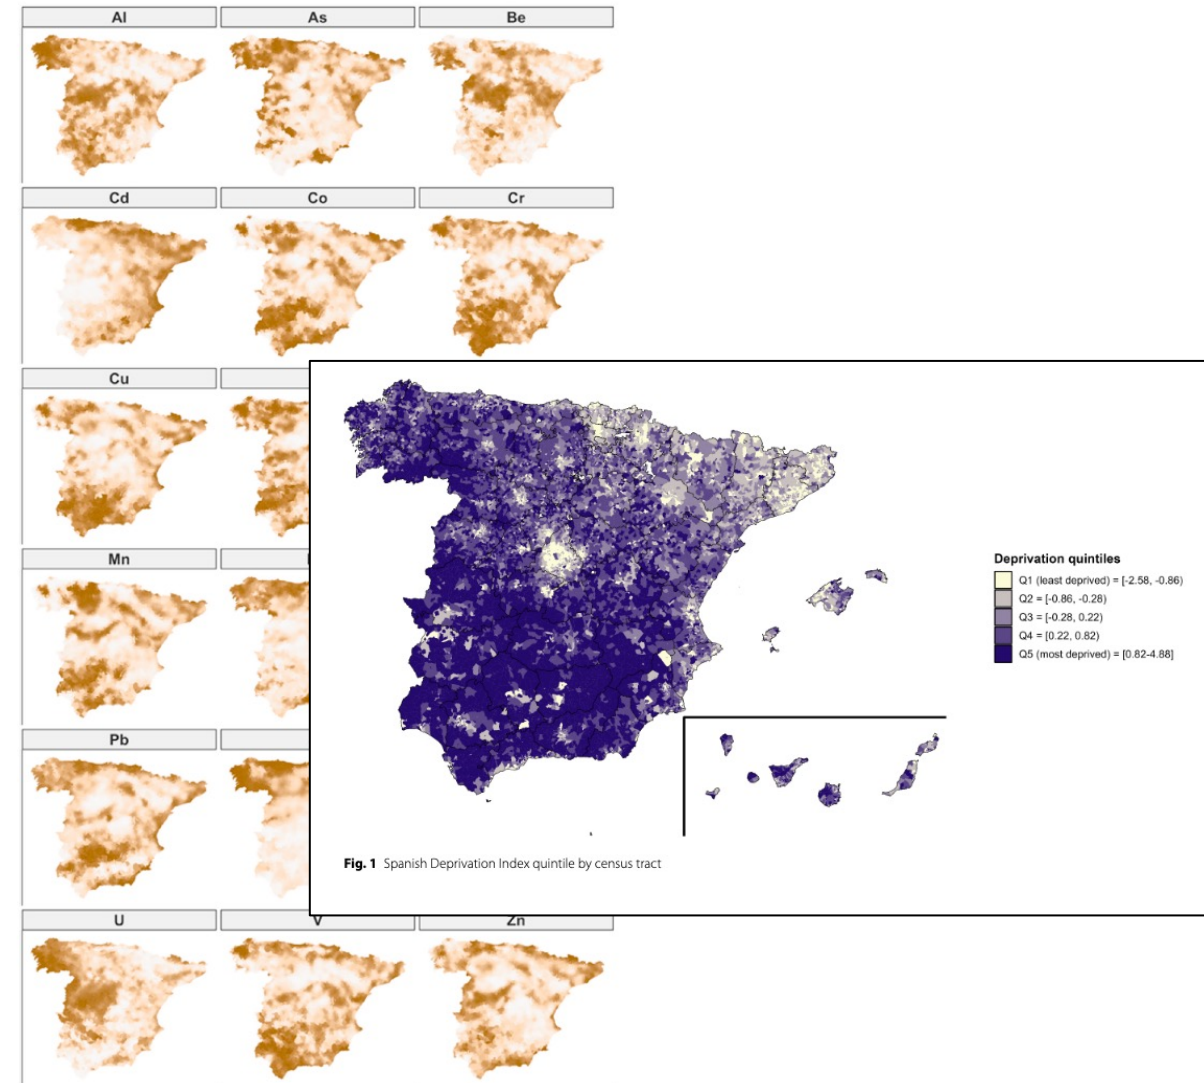 Al
As
Be
Cd
Co
Cr
Cu
Mn
Pb
U
V
Zn
Deprivation quintiles
Q1 (least deprived) = [-2.58, -0.86)
Q2 = [-0.86, -0.28)
Q3 = [-0.28, 0.22)
Q4 = [0.22, 0.82)
Q5 (most deprived) = [0.82-4.88]
Fig. 1 Spanish Deprivation Index quintile by census tract